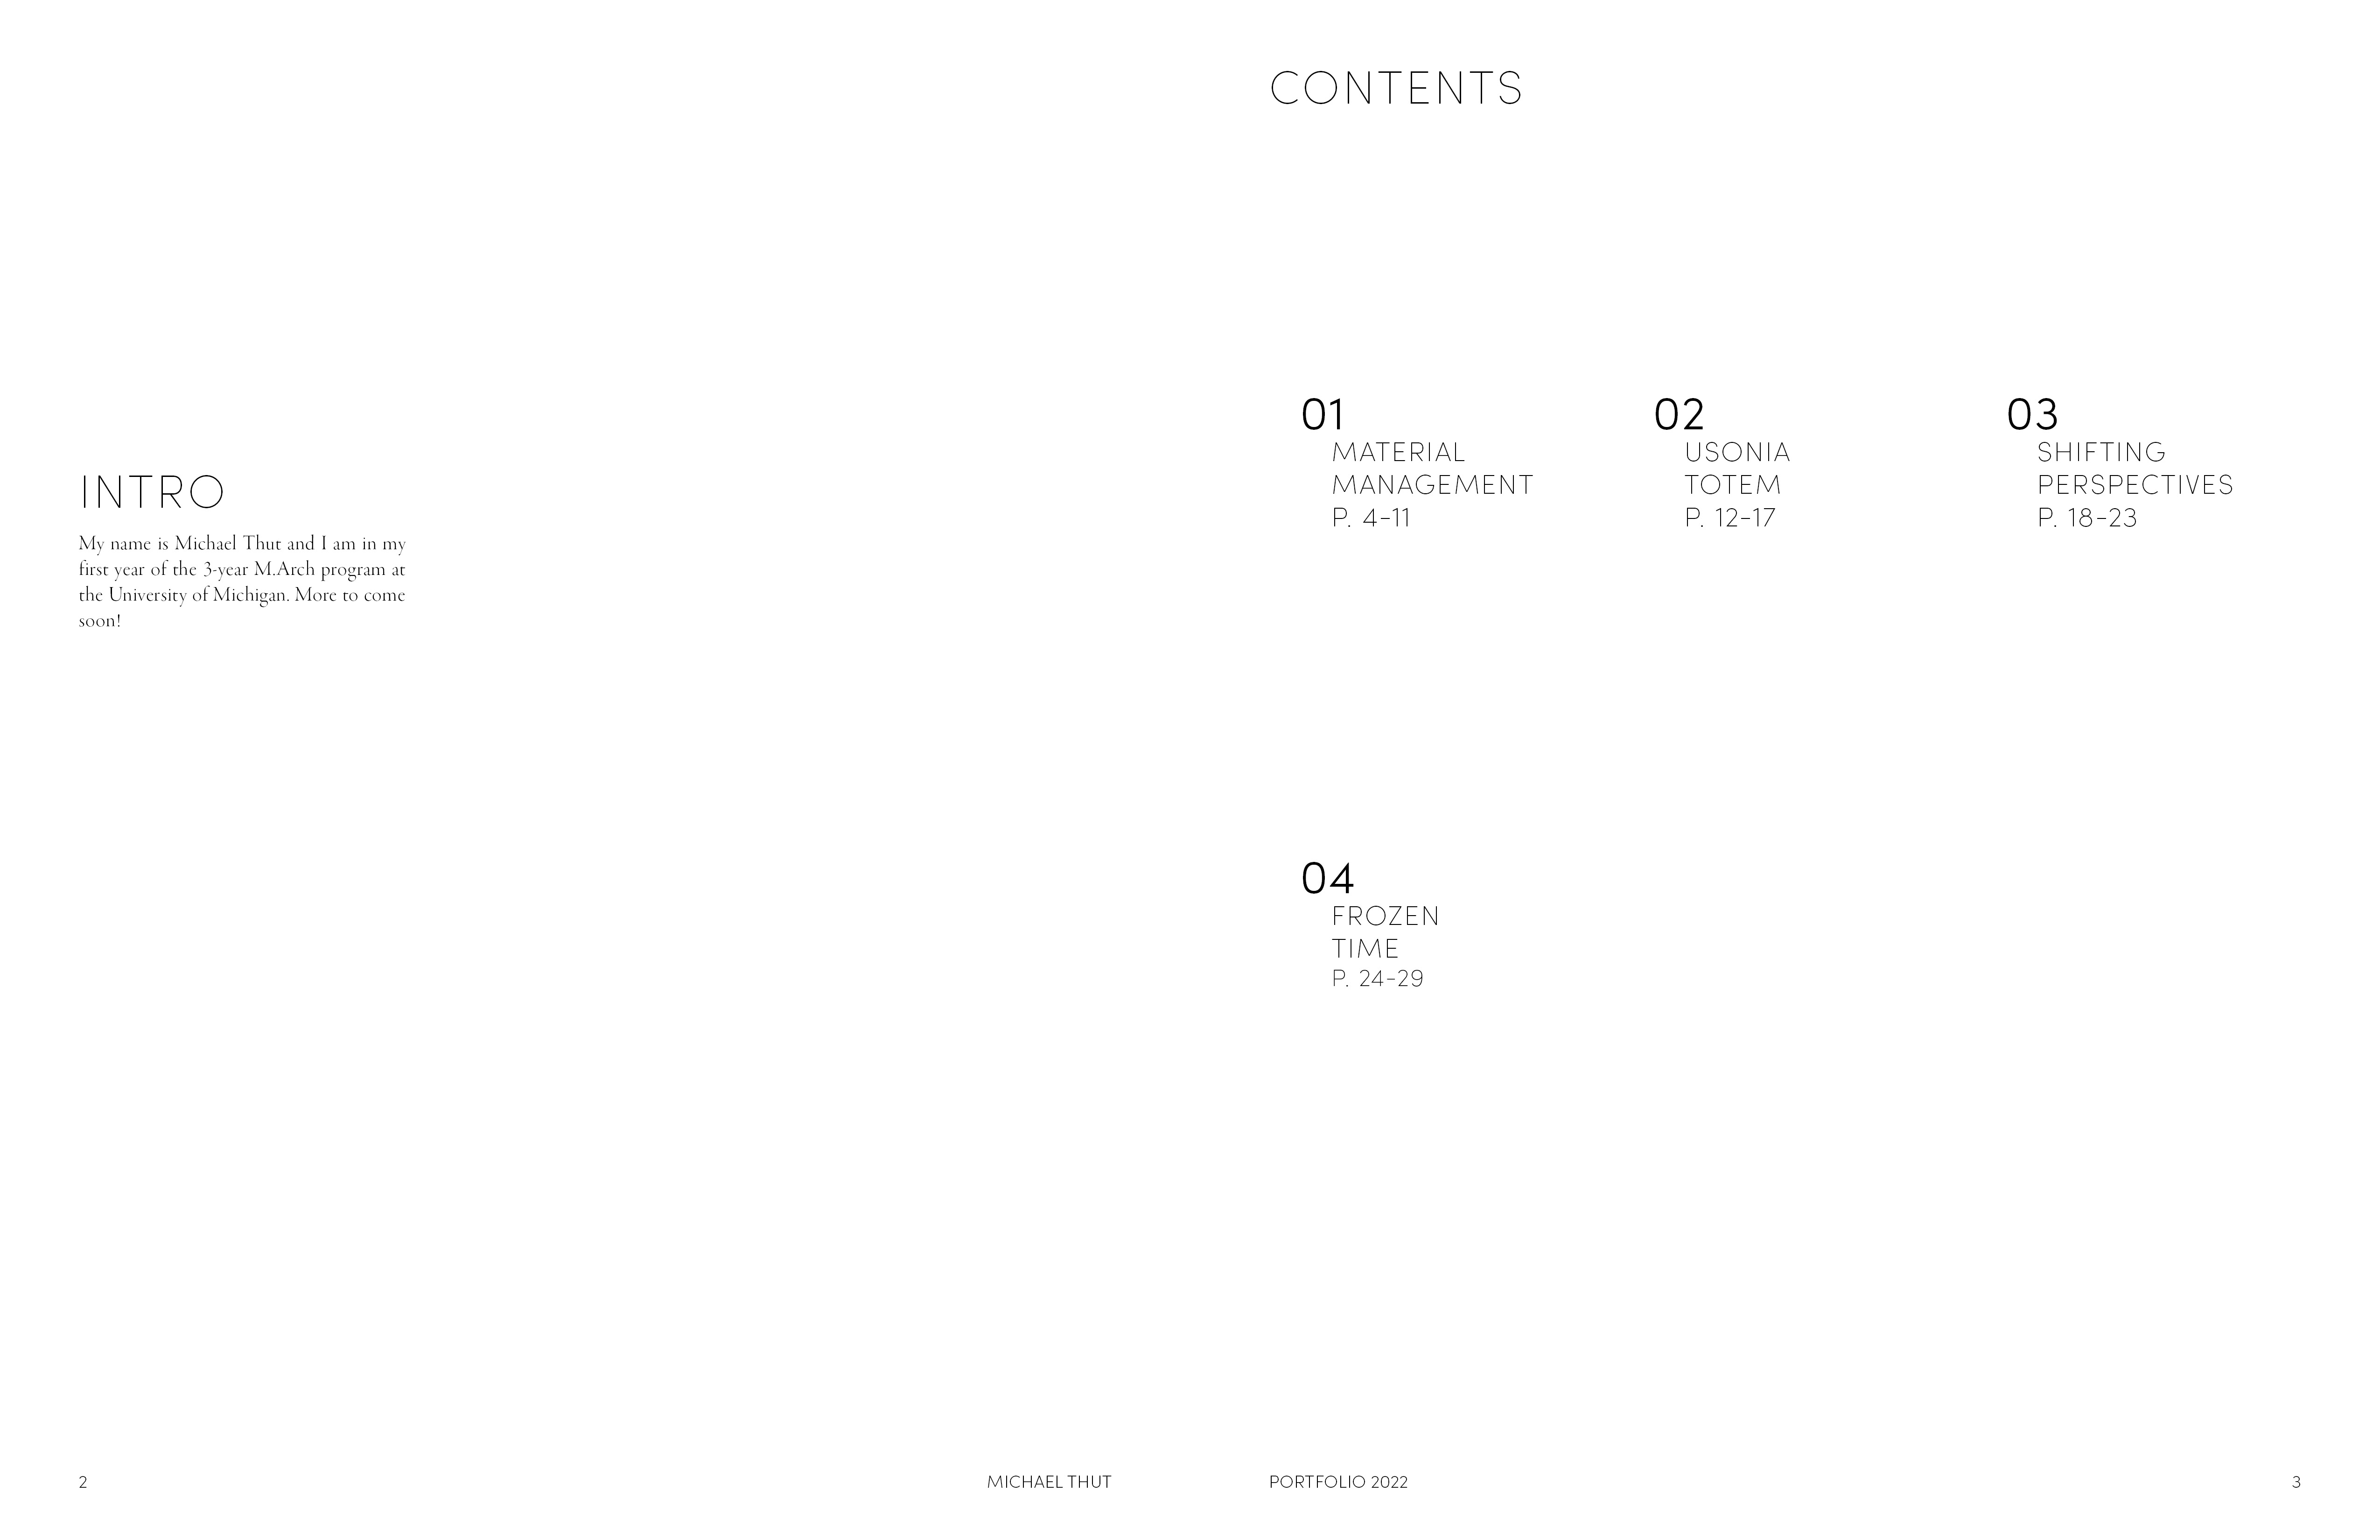 INTRO
My name is Michael Thut and I am in my
first year of the 3-year M.Arch program at
the University of Michigan. More to come
soon!
2
MICHAEL THUT
CONTENTS
01
MATERIAL
MANAGEMENT
P. 4-11
02
USONIA
TOTEM
P. 12-17
03
SHIFTING
PERSPECTIVES
P. 18-23
04
FROZEN
TIME
P. 24-29
PORTFOLIO 2022
3